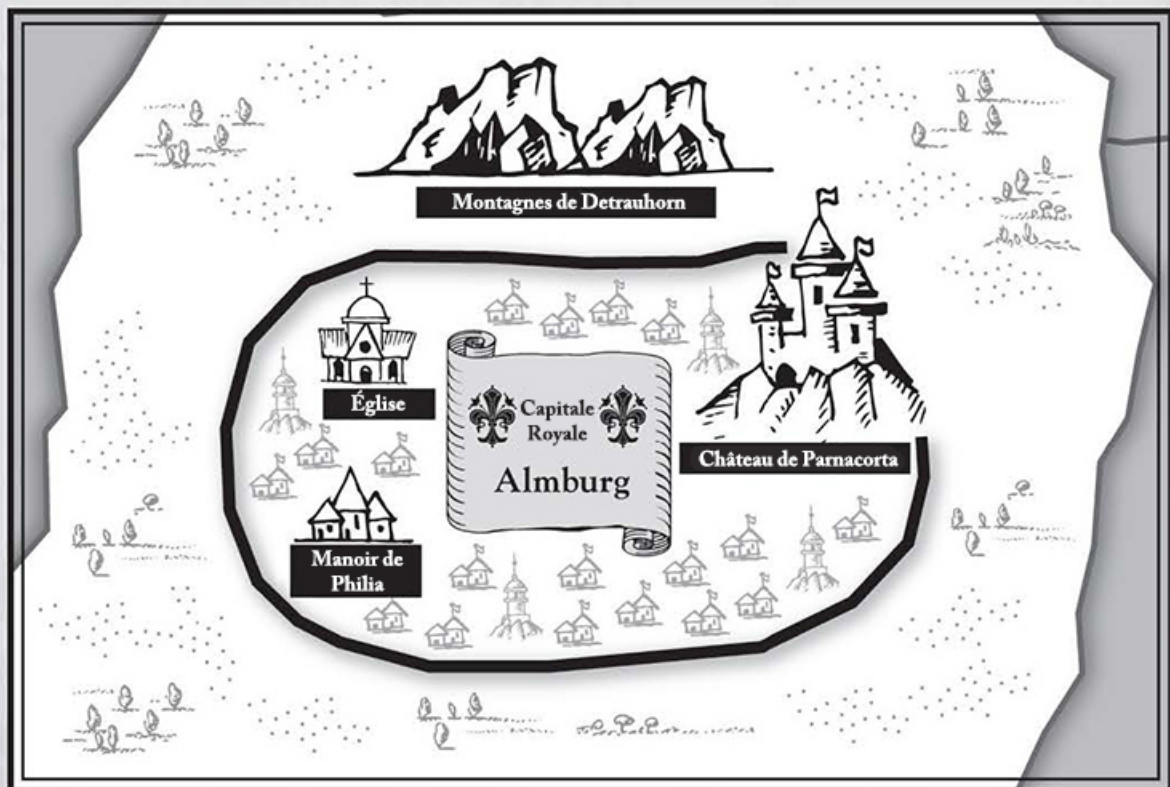 Montagnes de Detrauhorn
Église
Capitale
Royale
Almburg
Château de Parnacorta
Manoir de
Philia